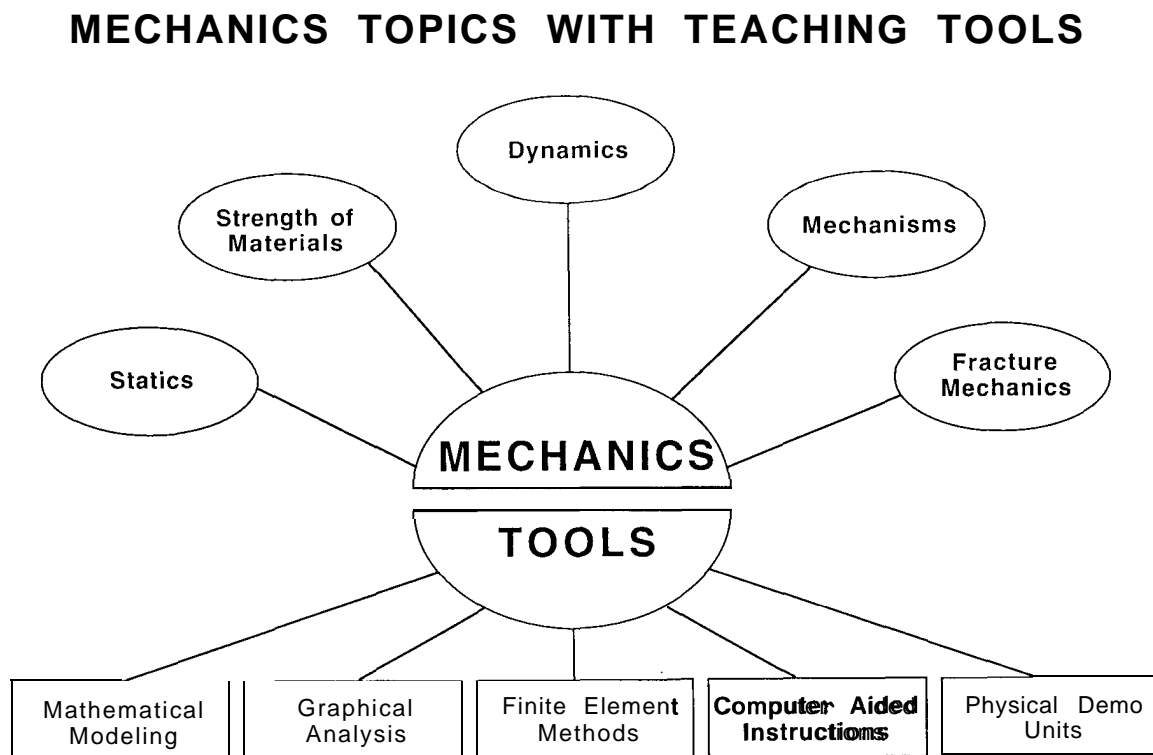 MECHANICS TOPICS WITH TEACHING TOOLS
Dynamics
Strength of
Materials
Mechanisms
Statics
Fracture
Mechanics
MECHANICS
TOOLS
Mathematical
Modeling
Graphical
Analysis
Finite Element
Methods
Computer Aided
Instructions
Physical Demo
Units